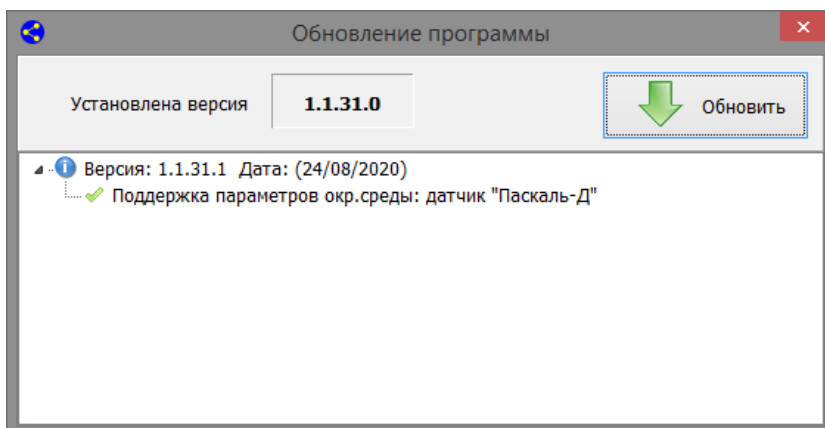 Обновление программы
Установлена версия 1.1.31.0 Обновить
Версия: 1.1.31.1 Дата: (24/08/2020)
Поддержка параметров окр.среды: датчик "Паскаль-Д"